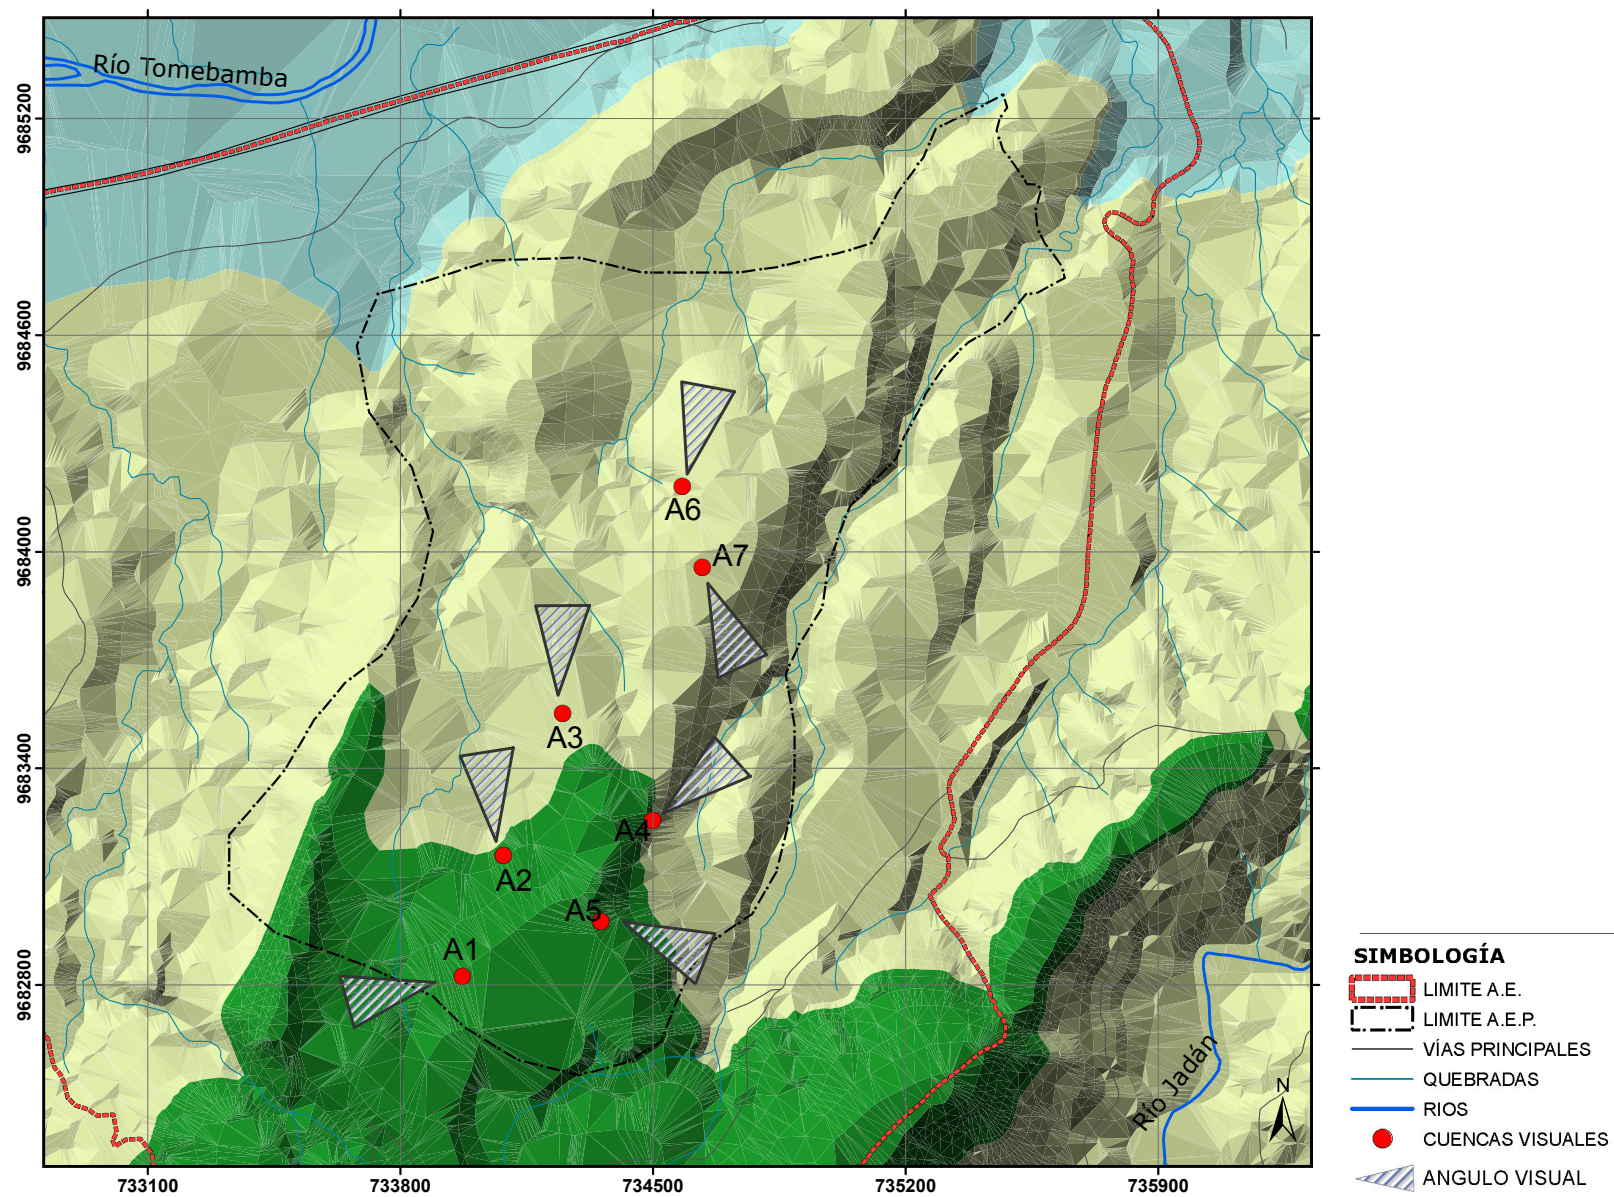 Río Tomebamba
9685200
9684600
A6
A7
9684000
A3
9683400
A4
A2
A5
A1
9682800
Río Jadán
N
733100
733800
734500
735200
735900
SIMBOLOGÍA
LIMITE A.E.
LIMITE A.E.P.
VÍAS PRINCIPALES
QUEBRADAS
RIOS
CUENCAS VISUALES
ANGULO VISUAL